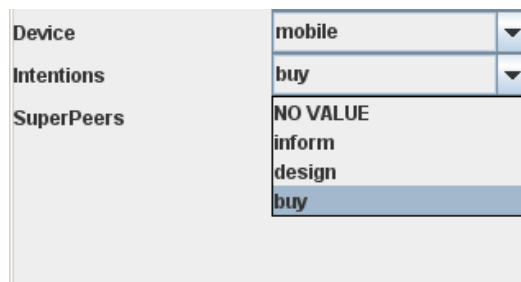 Device mobile
Intentions buy
SuperPeers NO VALUE
inform
design
buy